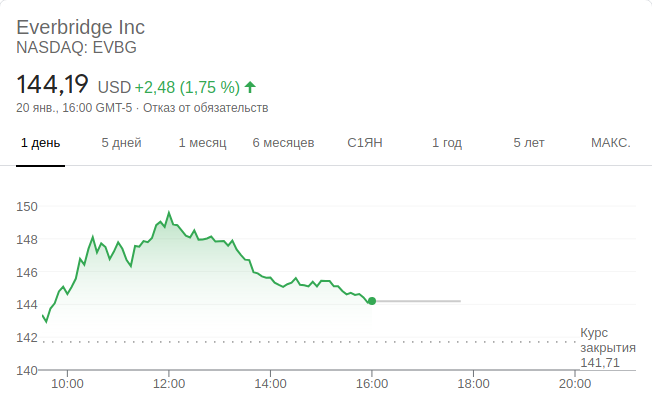 Everbridge Inc
NASDAQ: EVBG
144,19 USD +2,48 (1,75 %)
20 янв., 16:00 GMT-5 · Отказ от обязательств
1 день 5 дней 1 месяц 6 месяцев С1ЯН 1 год 5 лет МАКС.
150
148
146
144
142
Курс
закрытия
141,71
140
10:00 12:00 14:00 16:00 18:00 20:00